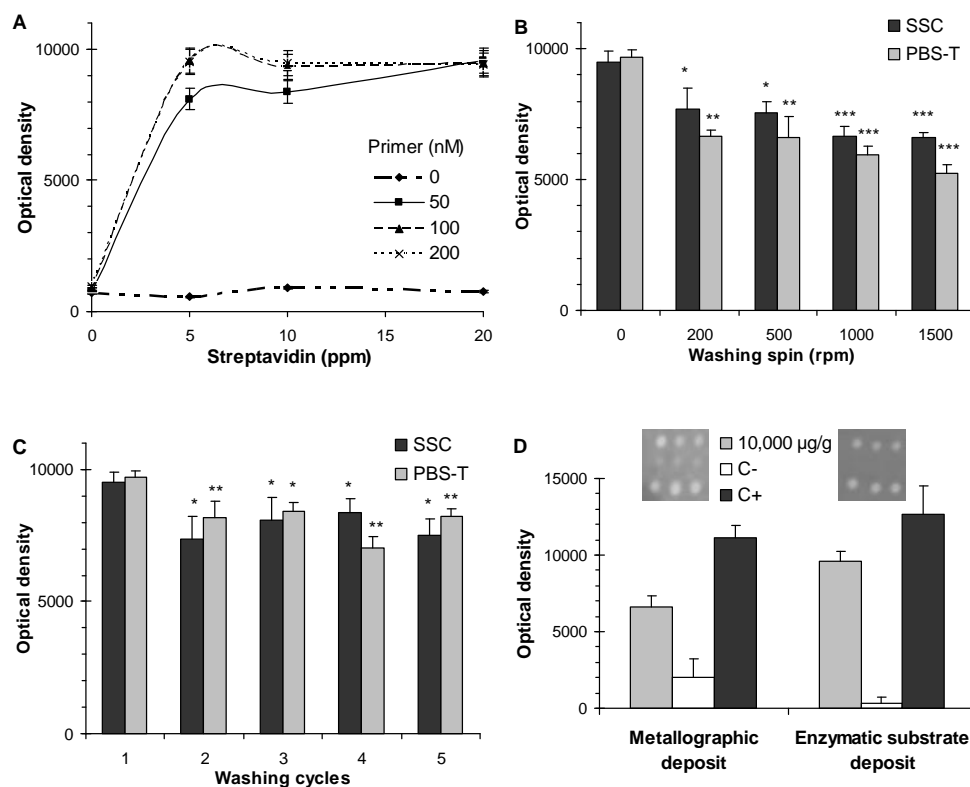 A
Optical density
10000
5000
0
Primer (nM)
0
50
100
200
0 5 10 15 20
Streptavidin (ppm)
B
SSC
PBS-T
Optical density
10000
5000
0
* ** * ** *** *** *** ***
0 200 500 1000 1500
Washing spin (rpm)
C
SSC
PBS-T
Optical density
10000
5000
0
* ** * * * ** * **
1 2 3 4 5
Washing cycles
D
10,000 µg/g
C-
C+
Optical density
15000
10000
5000
0
Metallographic deposit
Enzymatic substrate deposit